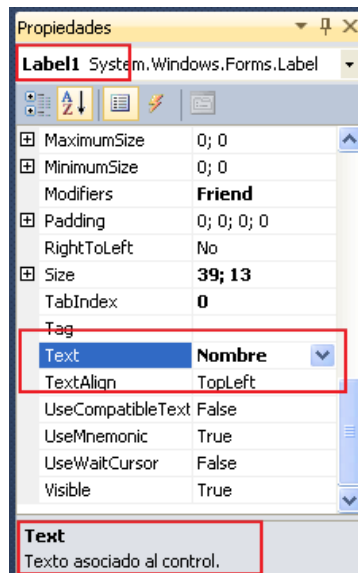 Propiedades
Label1 System.Windows.Forms.Label
MaximumSize 0; 0
MinimumSize 0; 0
Modifiers Friend
Padding 0; 0; 0; 0
RightToLeft No
Size 39; 13
TabIndex 0
Tag
Text Nombre
TextAlign TopLeft
UseCompatibleText False
UseMnemonic True
UseWaitCursor False
Visible True
Text
Texto asociado al control.